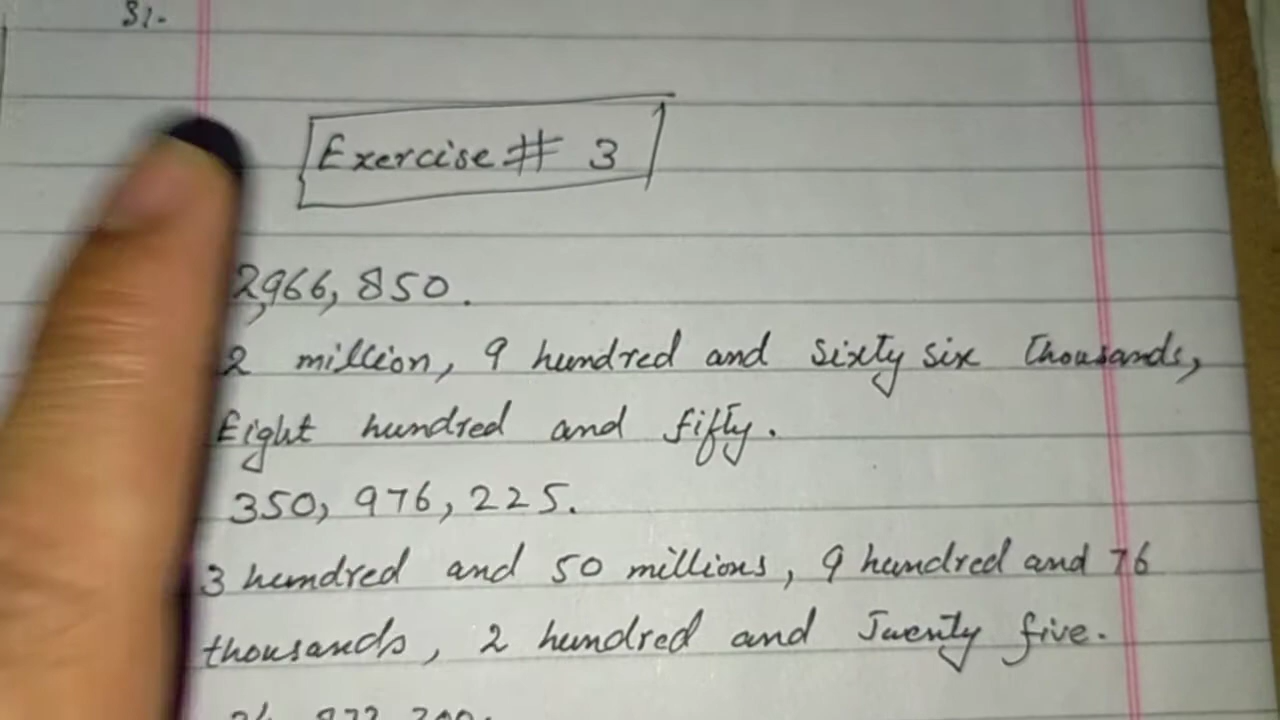 31-
Exercise # 3
2,966,850.
2 million, 9 hundred and sixty six thousands,
Eight hundred and fifty.
350, 976, 225.
3 hundred and 50 millions, 9 hundred and 76
thousands, 2 hundred and Twenty five.